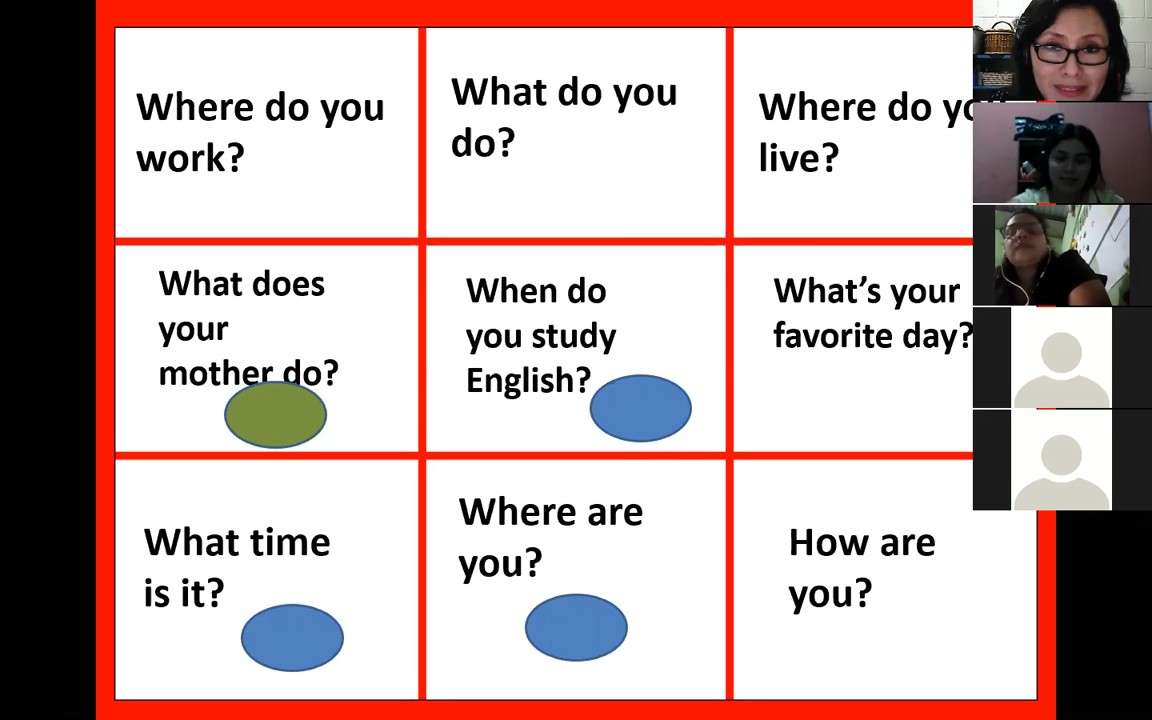 Where do you
work?
What do you
do?
Where do you
live?
What does
your
mother do?
When do
you study
English?
What's your
favorite day?
What time
is it?
Where are
you?
How are
you?